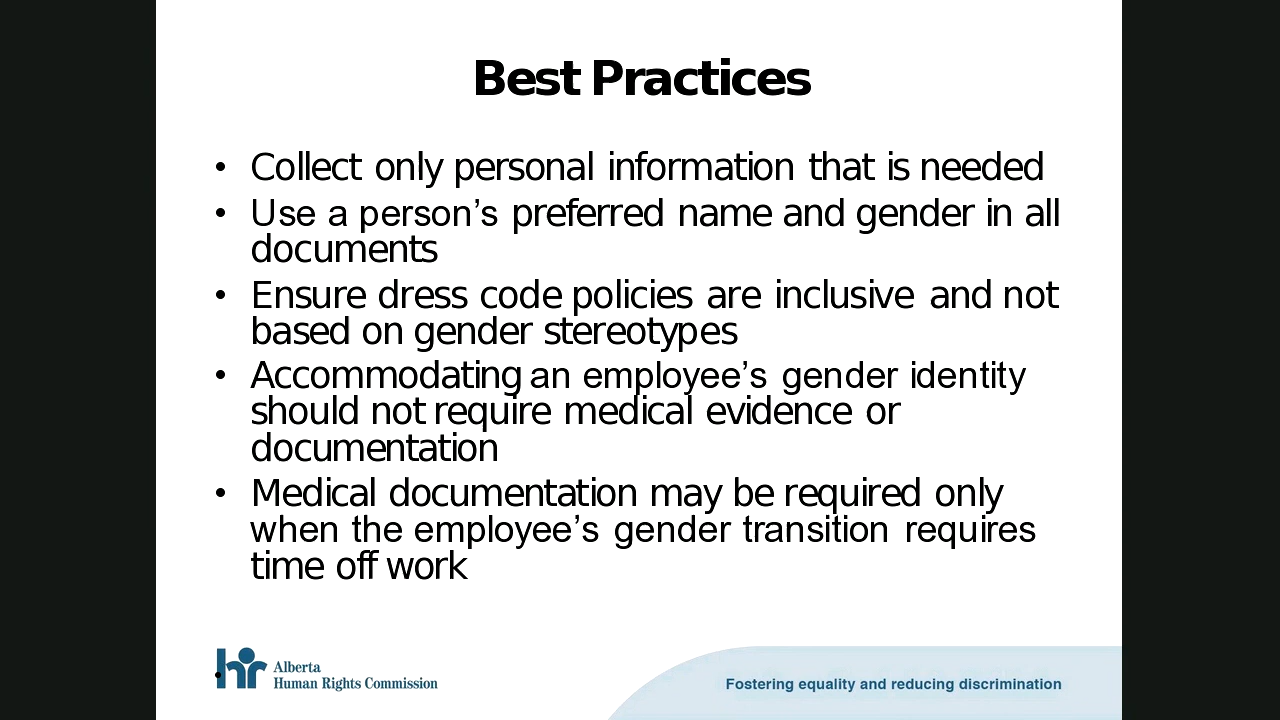 Best Practices
• Collect only personal information that is needed
• Use a person’s preferred name and gender in all
documents
• Ensure dress code policies are inclusive and not
based on gender stereotypes
• Accommodating an employee’s gender identity
should not require medical evidence or
documentation
• Medical documentation may be required only
when the employee’s gender transition requires
time off work
hr Alberta
Human Rights Commission
Fostering equality and reducing discrimination